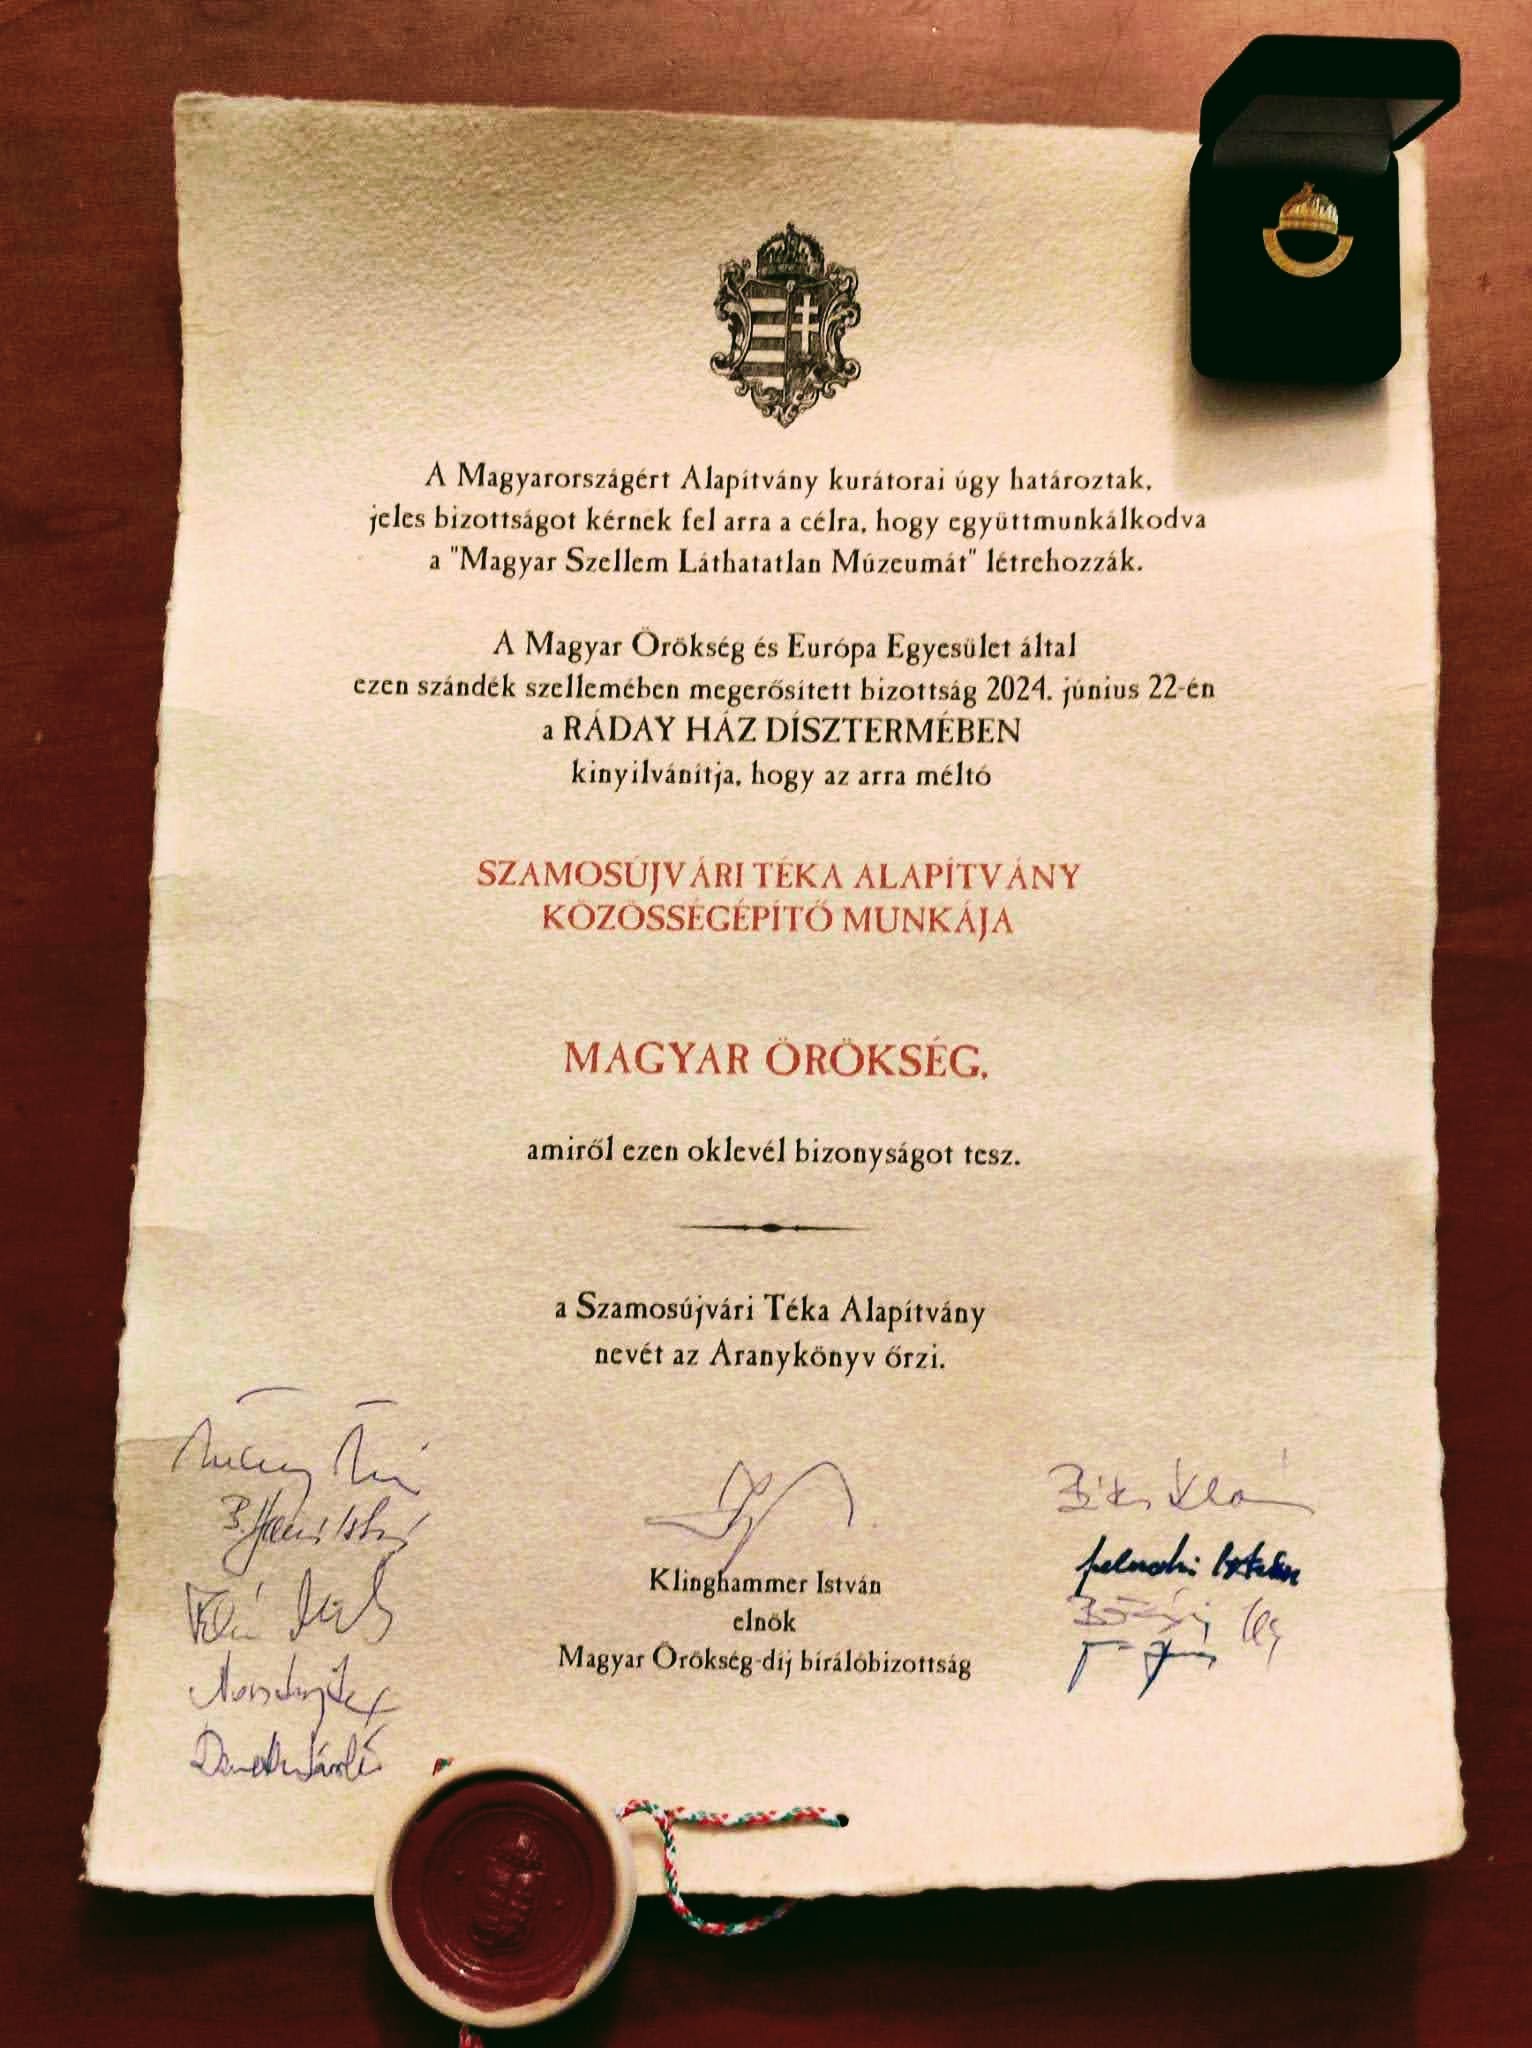 A Magyarországért Alapítvány kurátorai úgy határoztak,
jeles bizottságot kérnek fel arra a célra, hogy együttmunkálkodva
a "Magyar Szellem Láthatatlan Múzeumát" létrehozzák.
A Magyar Örökség és Európa Egyesület által
ezen szándék szellemében megerősített bizottság 2024. június 22-én
a RÁDAY HÁZ DÍSZTERMÉBEN
kinyilvánítja, hogy az arra méltó
SZAMOSÚJVÁRI TÉKA ALAPÍTVÁNY
KÖZÖSSÉGÉPÍTŐ MUNKÁJA
MAGYAR ÖRÖKSÉG,
amiről ezen oklevél bizonyságot tesz.
a Szamosújvári Téka Alapítvány
nevét az Aranykönyv őrzi.
Klinghammer István
elnök
Magyar Örökség-díj bírálóbizottság